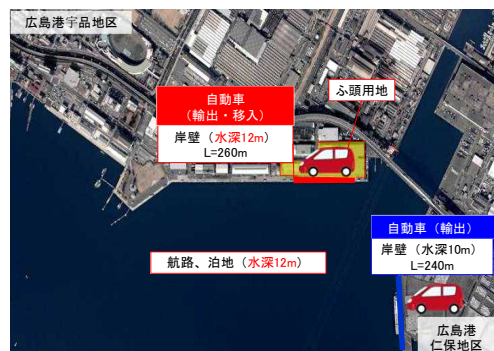 広島港宇品地区
ふ頭用地
自動車
（輸出・移入）
岸壁（水深12m）
L=260m
自動車（輸出）
岸壁（水深10m）
L=240m
航路、泊地（水深12m）
広島港
仁保地区